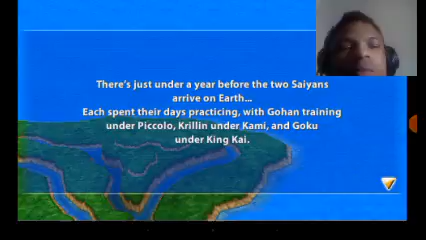 There's just under a year before the two Saiyans
arrive on Earth...
Each spent their days practicing, with Gohan training
under Piccolo, Krillin under Kami, and Goku
under King Kai.